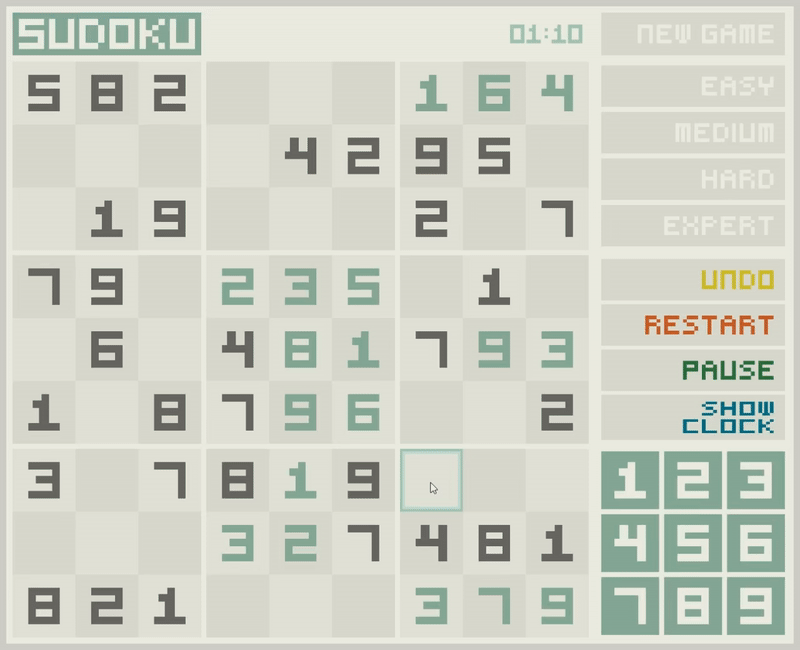 SUDOKU 01:10 NEW GAME
5 8 2 1 6 4 EASY
4 2 9 5 MEDIUM
HARD
1 9 2 7 EXPERT
7 9 2 3 5 1 UNDO
6 4 8 1 7 9 3 RESTART
PAUSE
1 8 7 9 6 2 SHOW
CLOCK
3 7 8 1 9 1 2 3
3 2 7 4 8 1 4 5 6
8 2 1 3 7 9 7 8 9